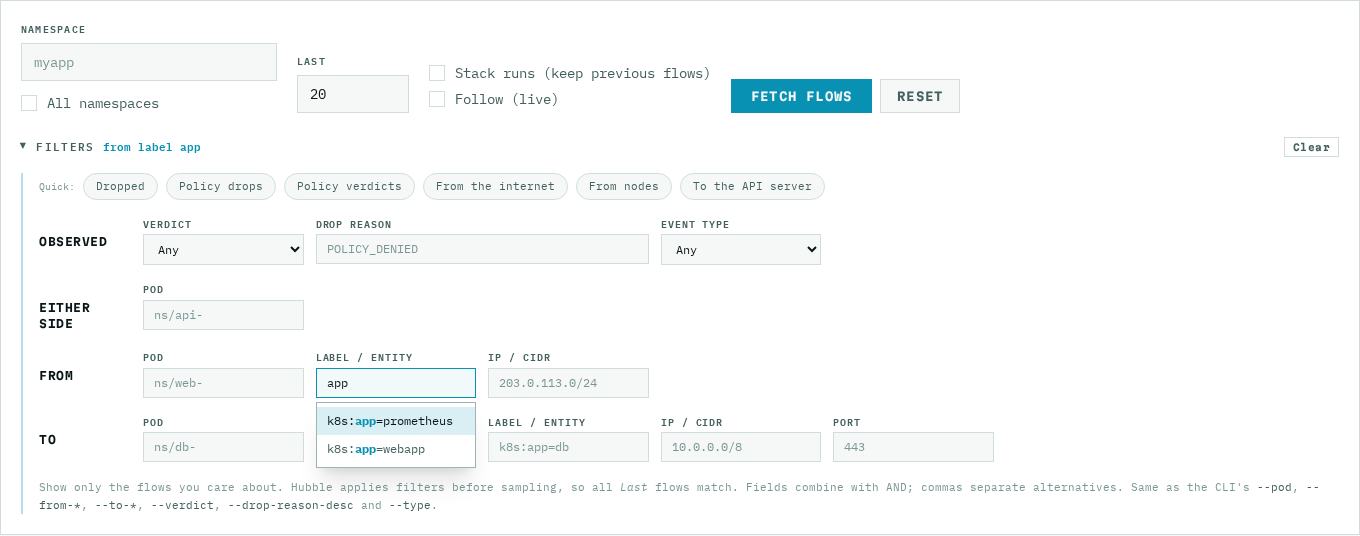 NAMESPACE
myapp
All namespaces
LAST
20
Stack runs (keep previous flows)
Follow (live)
FETCH FLOWS
RESET
▼ FILTERS from label app
Clear
Quick: Dropped Policy drops Policy verdicts From the internet From nodes To the API server
OBSERVED
VERDICT
Any
DROP REASON
POLICY_DENIED
EVENT TYPE
Any
EITHER
SIDE
POD
ns/api-
FROM
POD
ns/web-
LABEL / ENTITY
app
IP / CIDR
203.0.113.0/24
k8s:app=prometheus
k8s:app=webapp
TO
POD
ns/db-
LABEL / ENTITY
k8s:app=db
IP / CIDR
10.0.0.0/8
PORT
443
Show only the flows you care about. Hubble applies filters before sampling, so all Last flows match. Fields combine with AND; commas separate alternatives. Same as the CLI's --pod, --
from-*, --to-*, --verdict, --drop-reason-desc and --type.